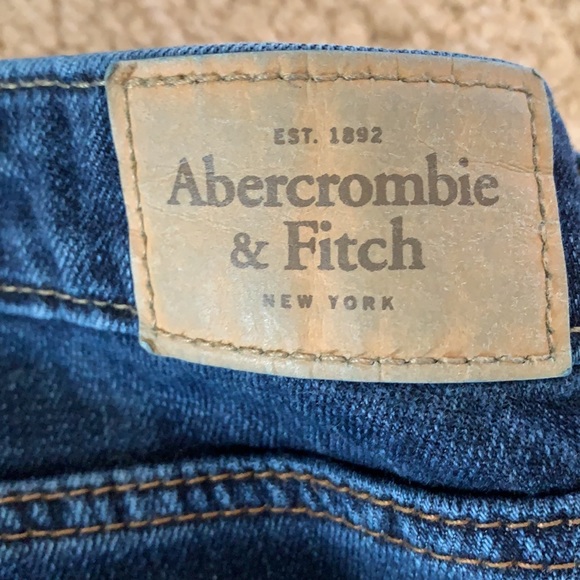 EST. 1892
Abercrombie
& Fitch
NEW YORK